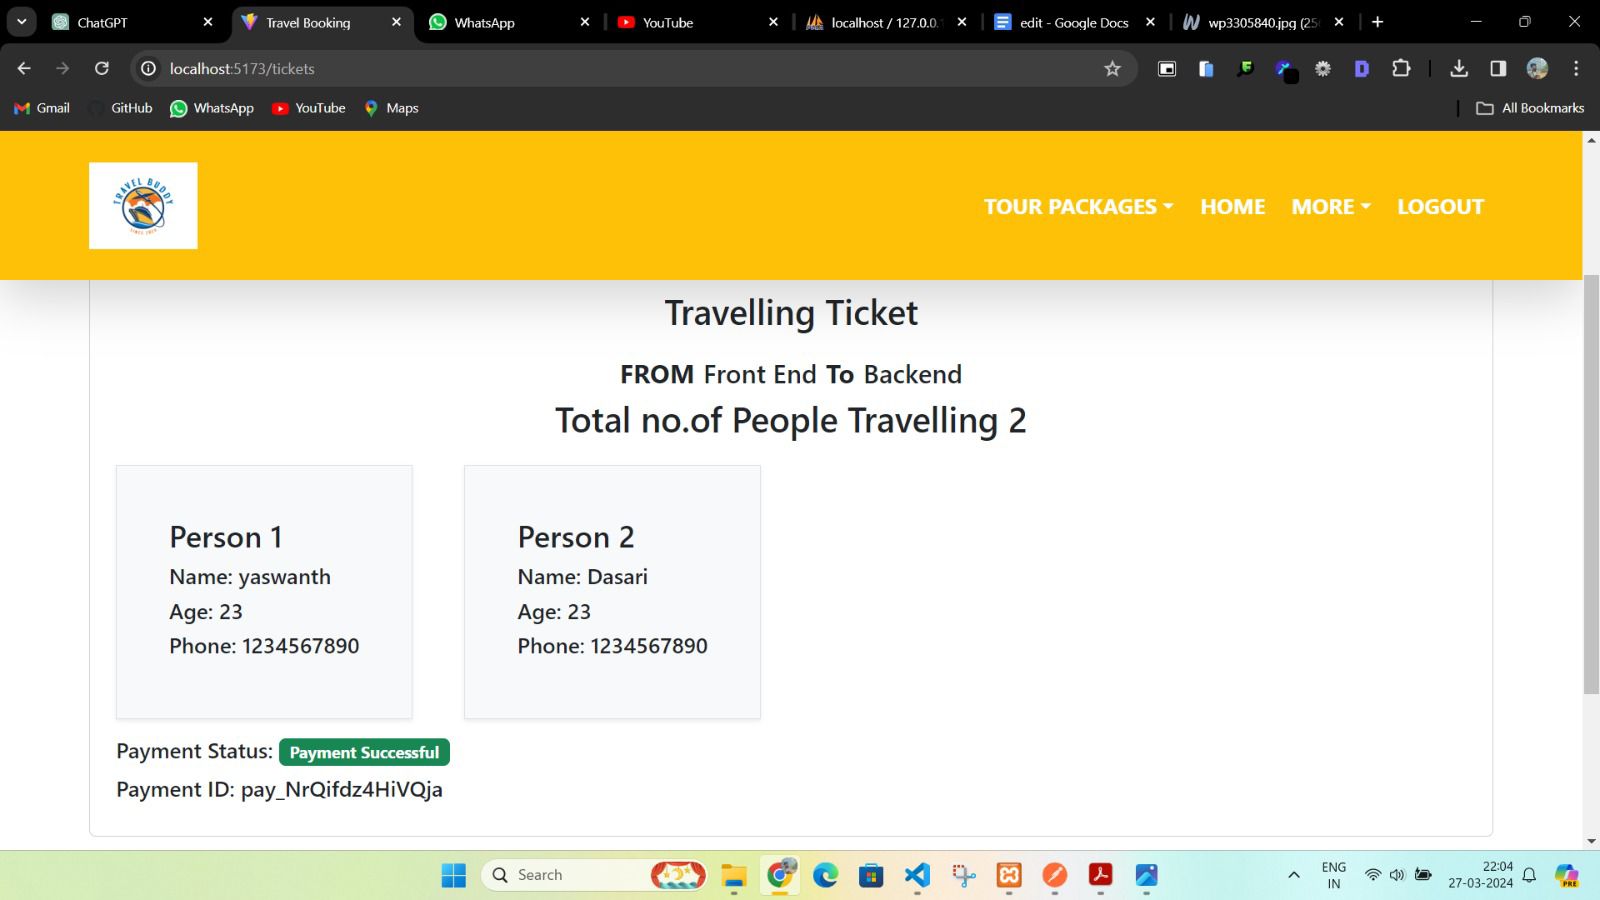 ChatGPT
Travel Booking
WhatsApp
YouTube
localhost / 127.0.0.1
edit - Google Docs
wp3305840.jpg (256
localhost:5173/tickets
Gmail
GitHub
WhatsApp
YouTube
Maps
All Bookmarks
TRAVEL BUDDY
TOUR PACKAGES
HOME
MORE
LOGOUT
Travelling Ticket
FROM Front End To Backend
Total no.of People Travelling 2
Person 1
Name: yaswanth
Age: 23
Phone: 1234567890
Person 2
Name: Dasari
Age: 23
Phone: 1234567890
Payment Status: Payment Successful
Payment ID: pay_NrQifdz4HiVQja
Search
ENG
IN
22:04
27-03-2024
PRE